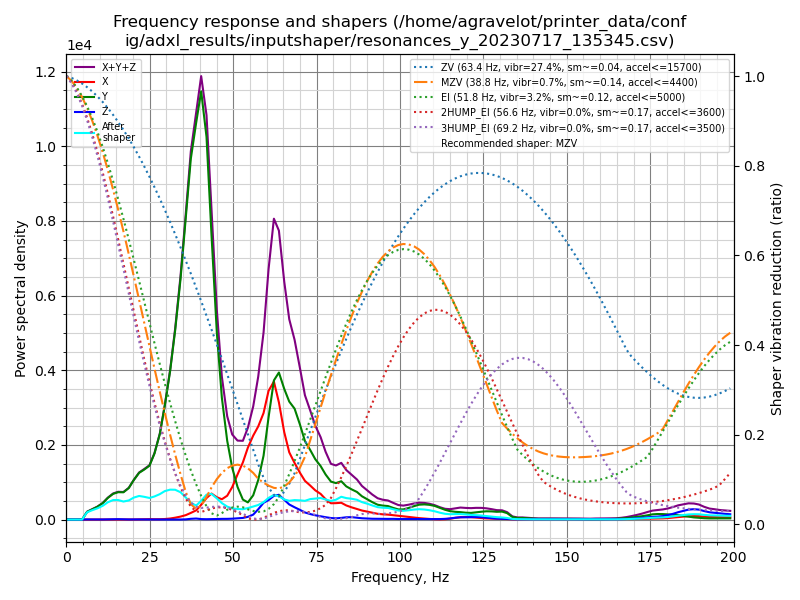 Frequency response and shapers (/home/agravelot/printer_data/conf
ig/adxl_results/inputshaper/resonances_y_20230717_135345.csv)
1e4
X+Y+Z
X
Y
Z
After
shaper
ZV (63.4 Hz, vibr=27.4%, sm~=0.04, accel<=15700)
MZV (38.8 Hz, vibr=0.7%, sm~=0.14, accel<=4400)
EI (51.8 Hz, vibr=3.2%, sm~=0.12, accel<=5000)
2HUMP_EI (56.6 Hz, vibr=0.0%, sm~=0.17, accel<=3600)
3HUMP_EI (69.2 Hz, vibr=0.0%, sm~=0.17, accel<=3500)
Recommended shaper: MZV
Power spectral density
1.2
1.0
0.8
0.6
0.4
0.2
0.0
Shaper vibration reduction (ratio)
1.0
0.8
0.6
0.4
0.2
0.0
0 25 50 75 100 125 150 175 200
Frequency, Hz